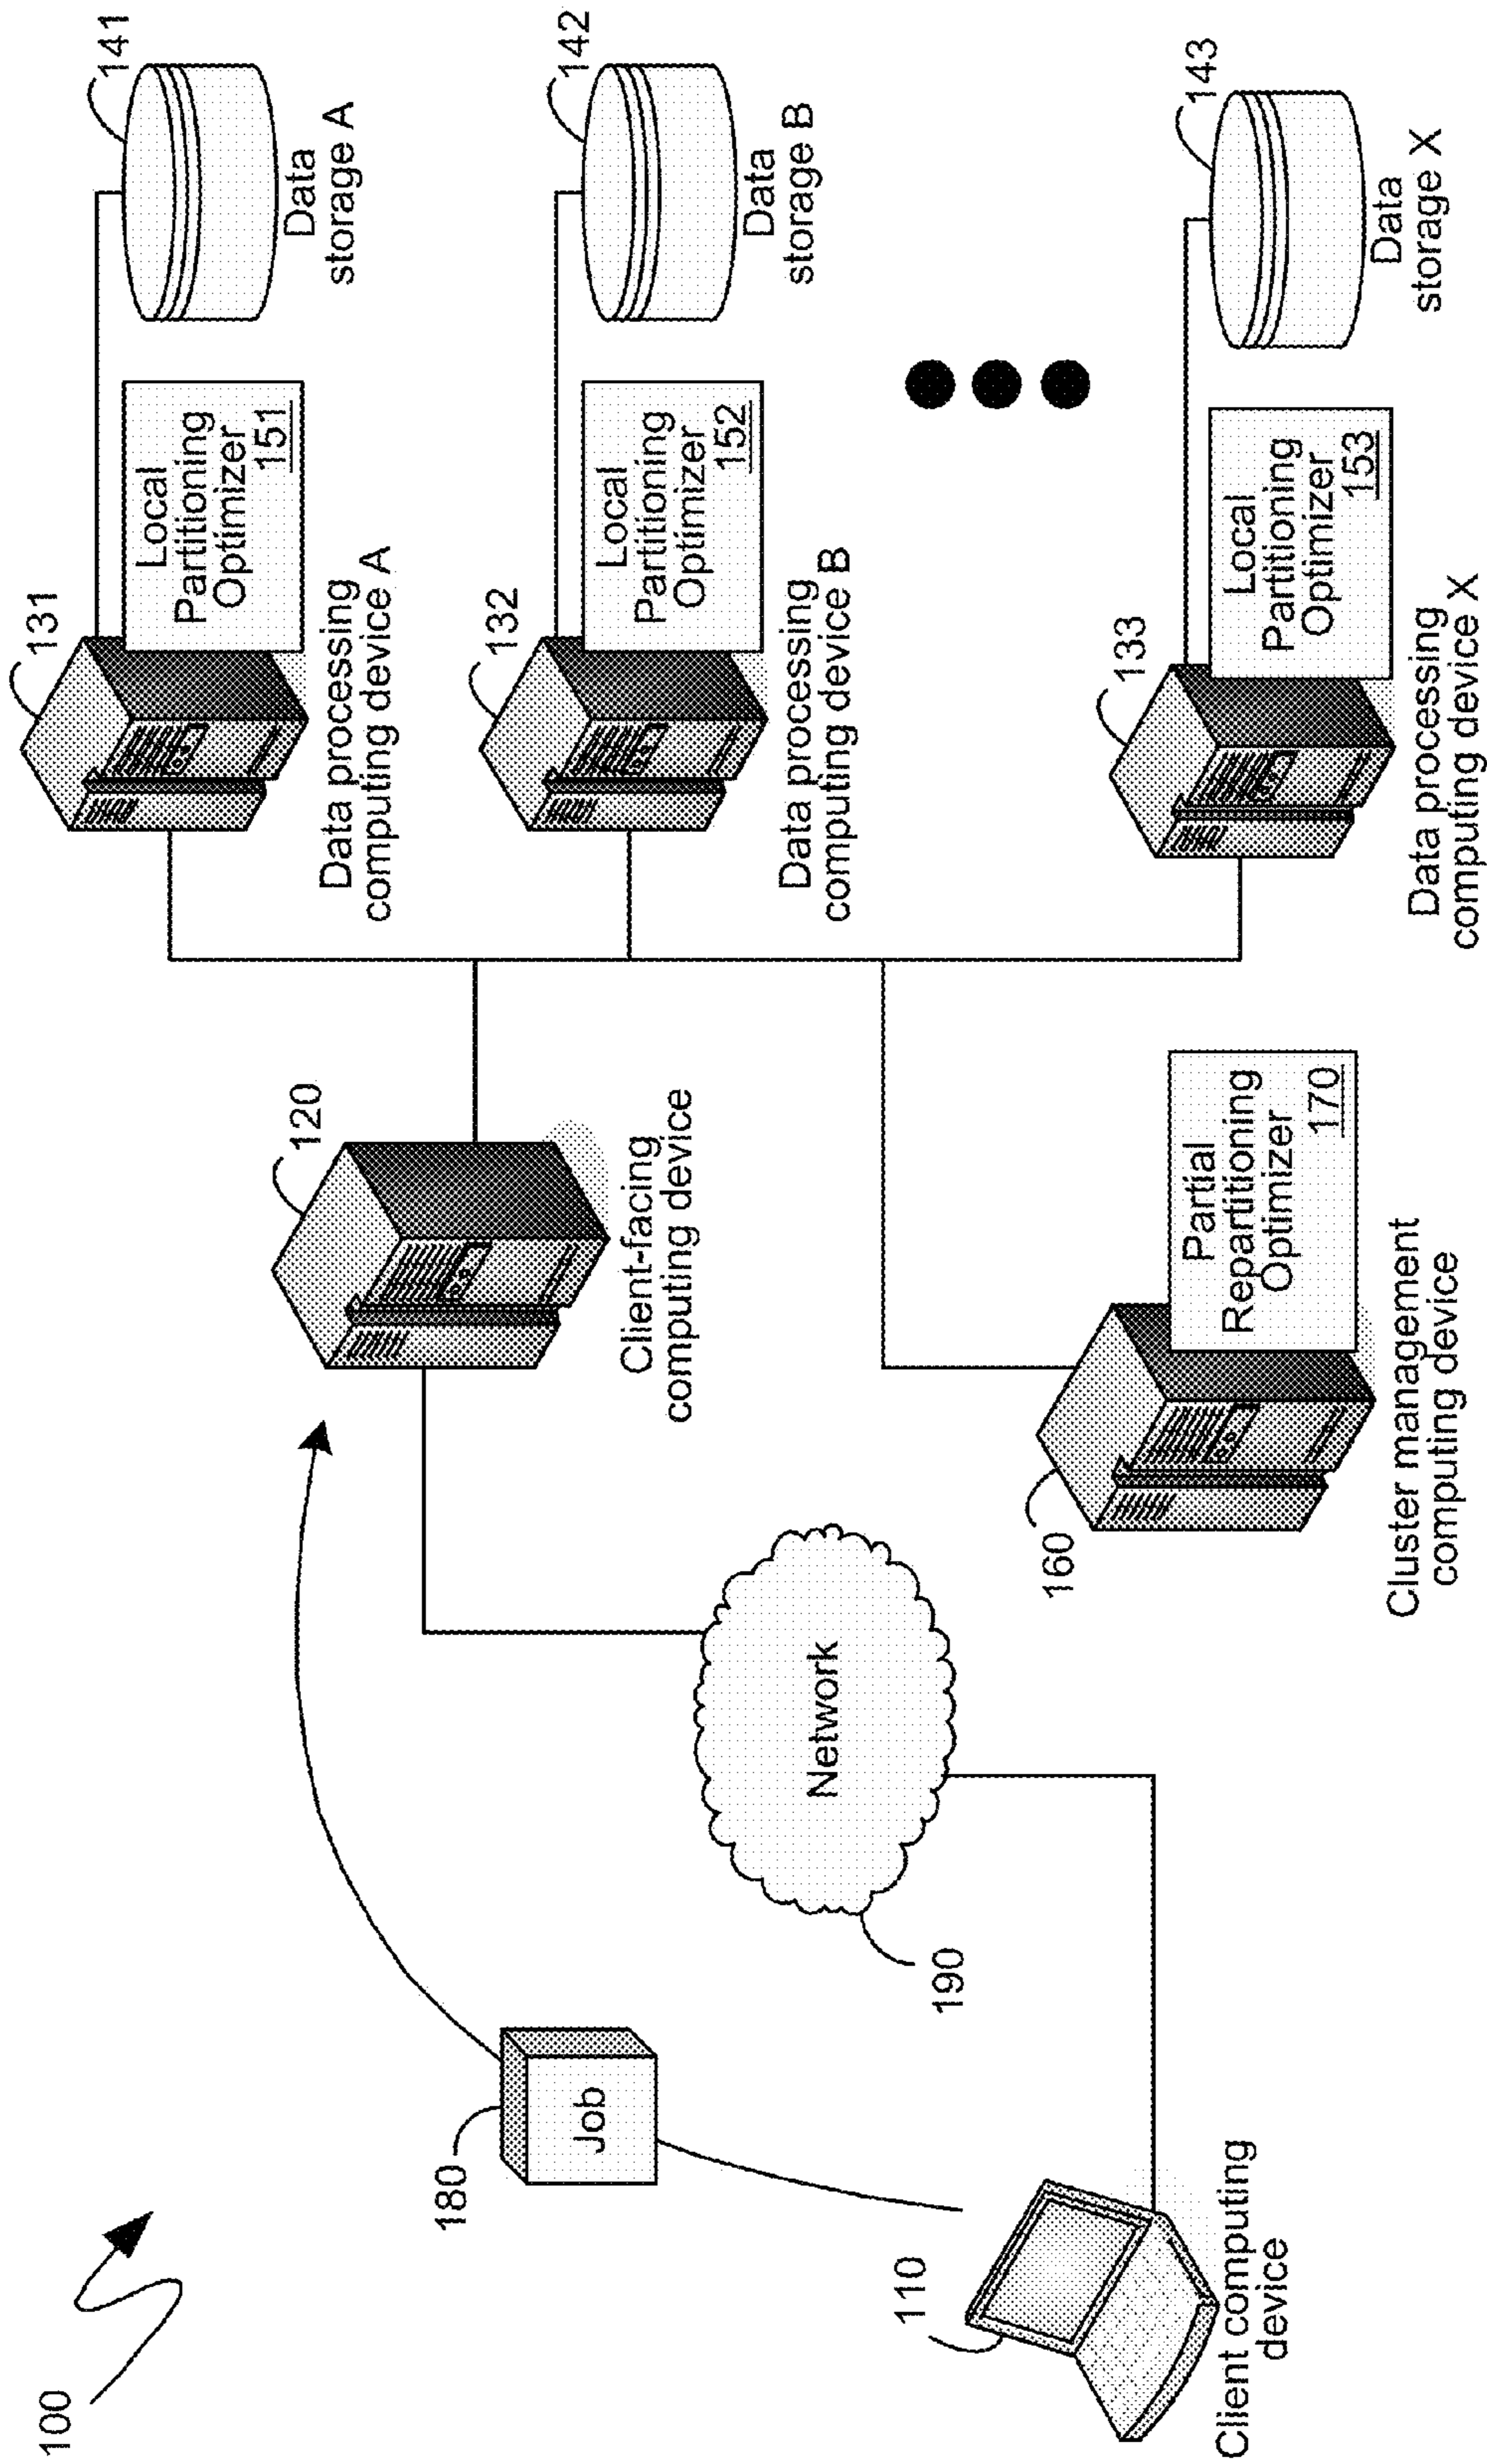 100
110
Client computing
device
180
Job
190
Network
120
Client-facing
computing device
160
Partial
Repartitioning
Optimizer
170
Cluster management
computing device
131
Local
Partitioning
Optimizer
151
Data processing
computing device A
141
Data
storage A
132
Local
Partitioning
Optimizer
152
Data processing
computing device B
142
Data
storage B
133
Local
Partitioning
Optimizer
153
Data processing
computing device X
143
Data
storage X